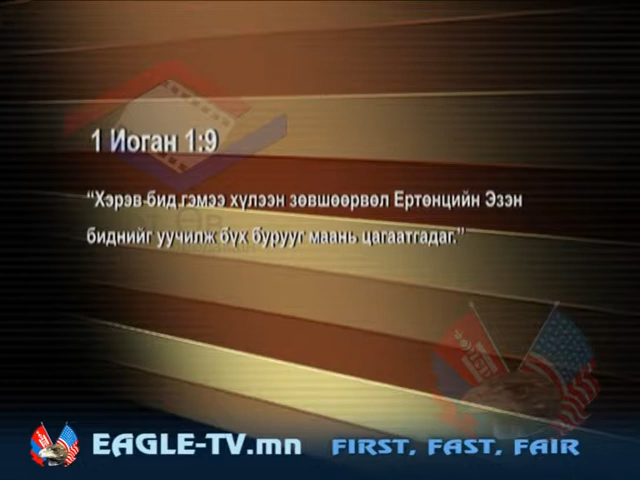 1 Иоган 1:9
“Хэрэв бид гэмээ хүлээн зөвшөөрвөл Ертөнцийн Эзэн
биднийг уучилж бүх бурууг маань цагаатгадаг.”
EAGLE-TV.mn FIRST, FAST, FAIR